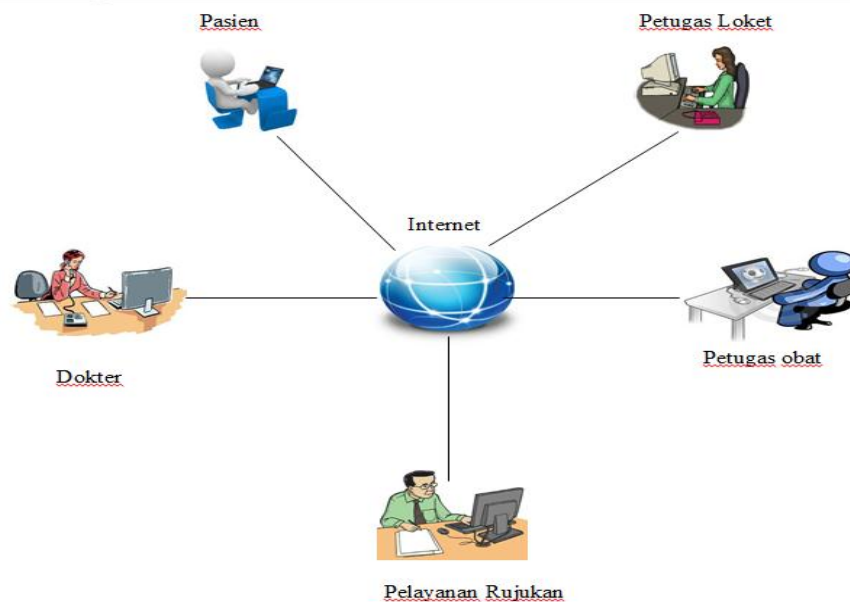 Pasien
Petugas Loket
Internet
Dokter
Petugas obat
Pelayanan Rujukan